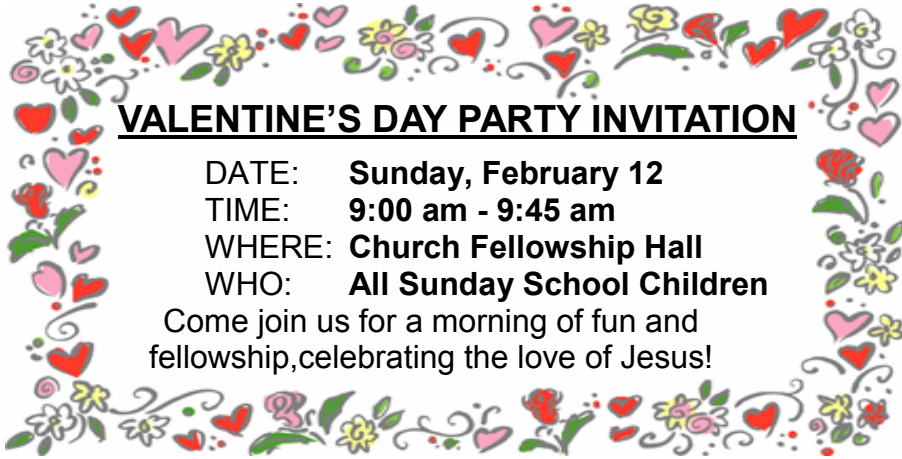 VALENTINE’S DAY PARTY INVITATION
DATE: Sunday, February 12
TIME: 9:00 am - 9:45 am
WHERE: Church Fellowship Hall
WHO: All Sunday School Children
Come join us for a morning of fun and
fellowship,celebrating the love of Jesus!